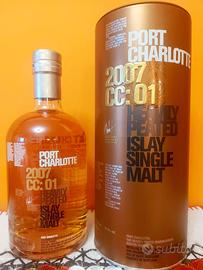 PORT
CHARLOTTE
2007
CC: 01
HEAVILY
PEATED
ISLAY
SINGLE
MALT
PORT
CHARLOTTE
2007
CC: 01
HEAVILY
PEATED
ISLAY
SINGLE
MALT
subito